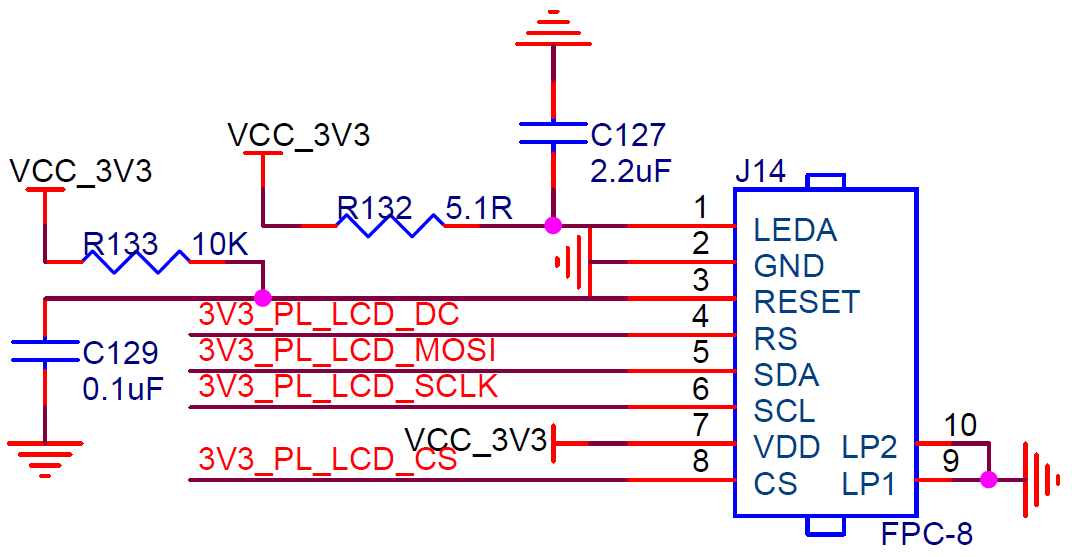 VCC_3V3
VCC_3V3
C127
2.2uF
J14
R132 5.1R
R133 10K
1 LEDA
2 GND
3 RESET
3V3_PL_LCD_DC 4 RS
3V3_PL_LCD_MOSI 5 SDA
3V3_PL_LCD_SCLK 6 SCL
C129
0.1uF
VCC_3V3 7 VDD LP2 10
3V3_PL_LCD_CS 8 CS LP1 9
FPC-8